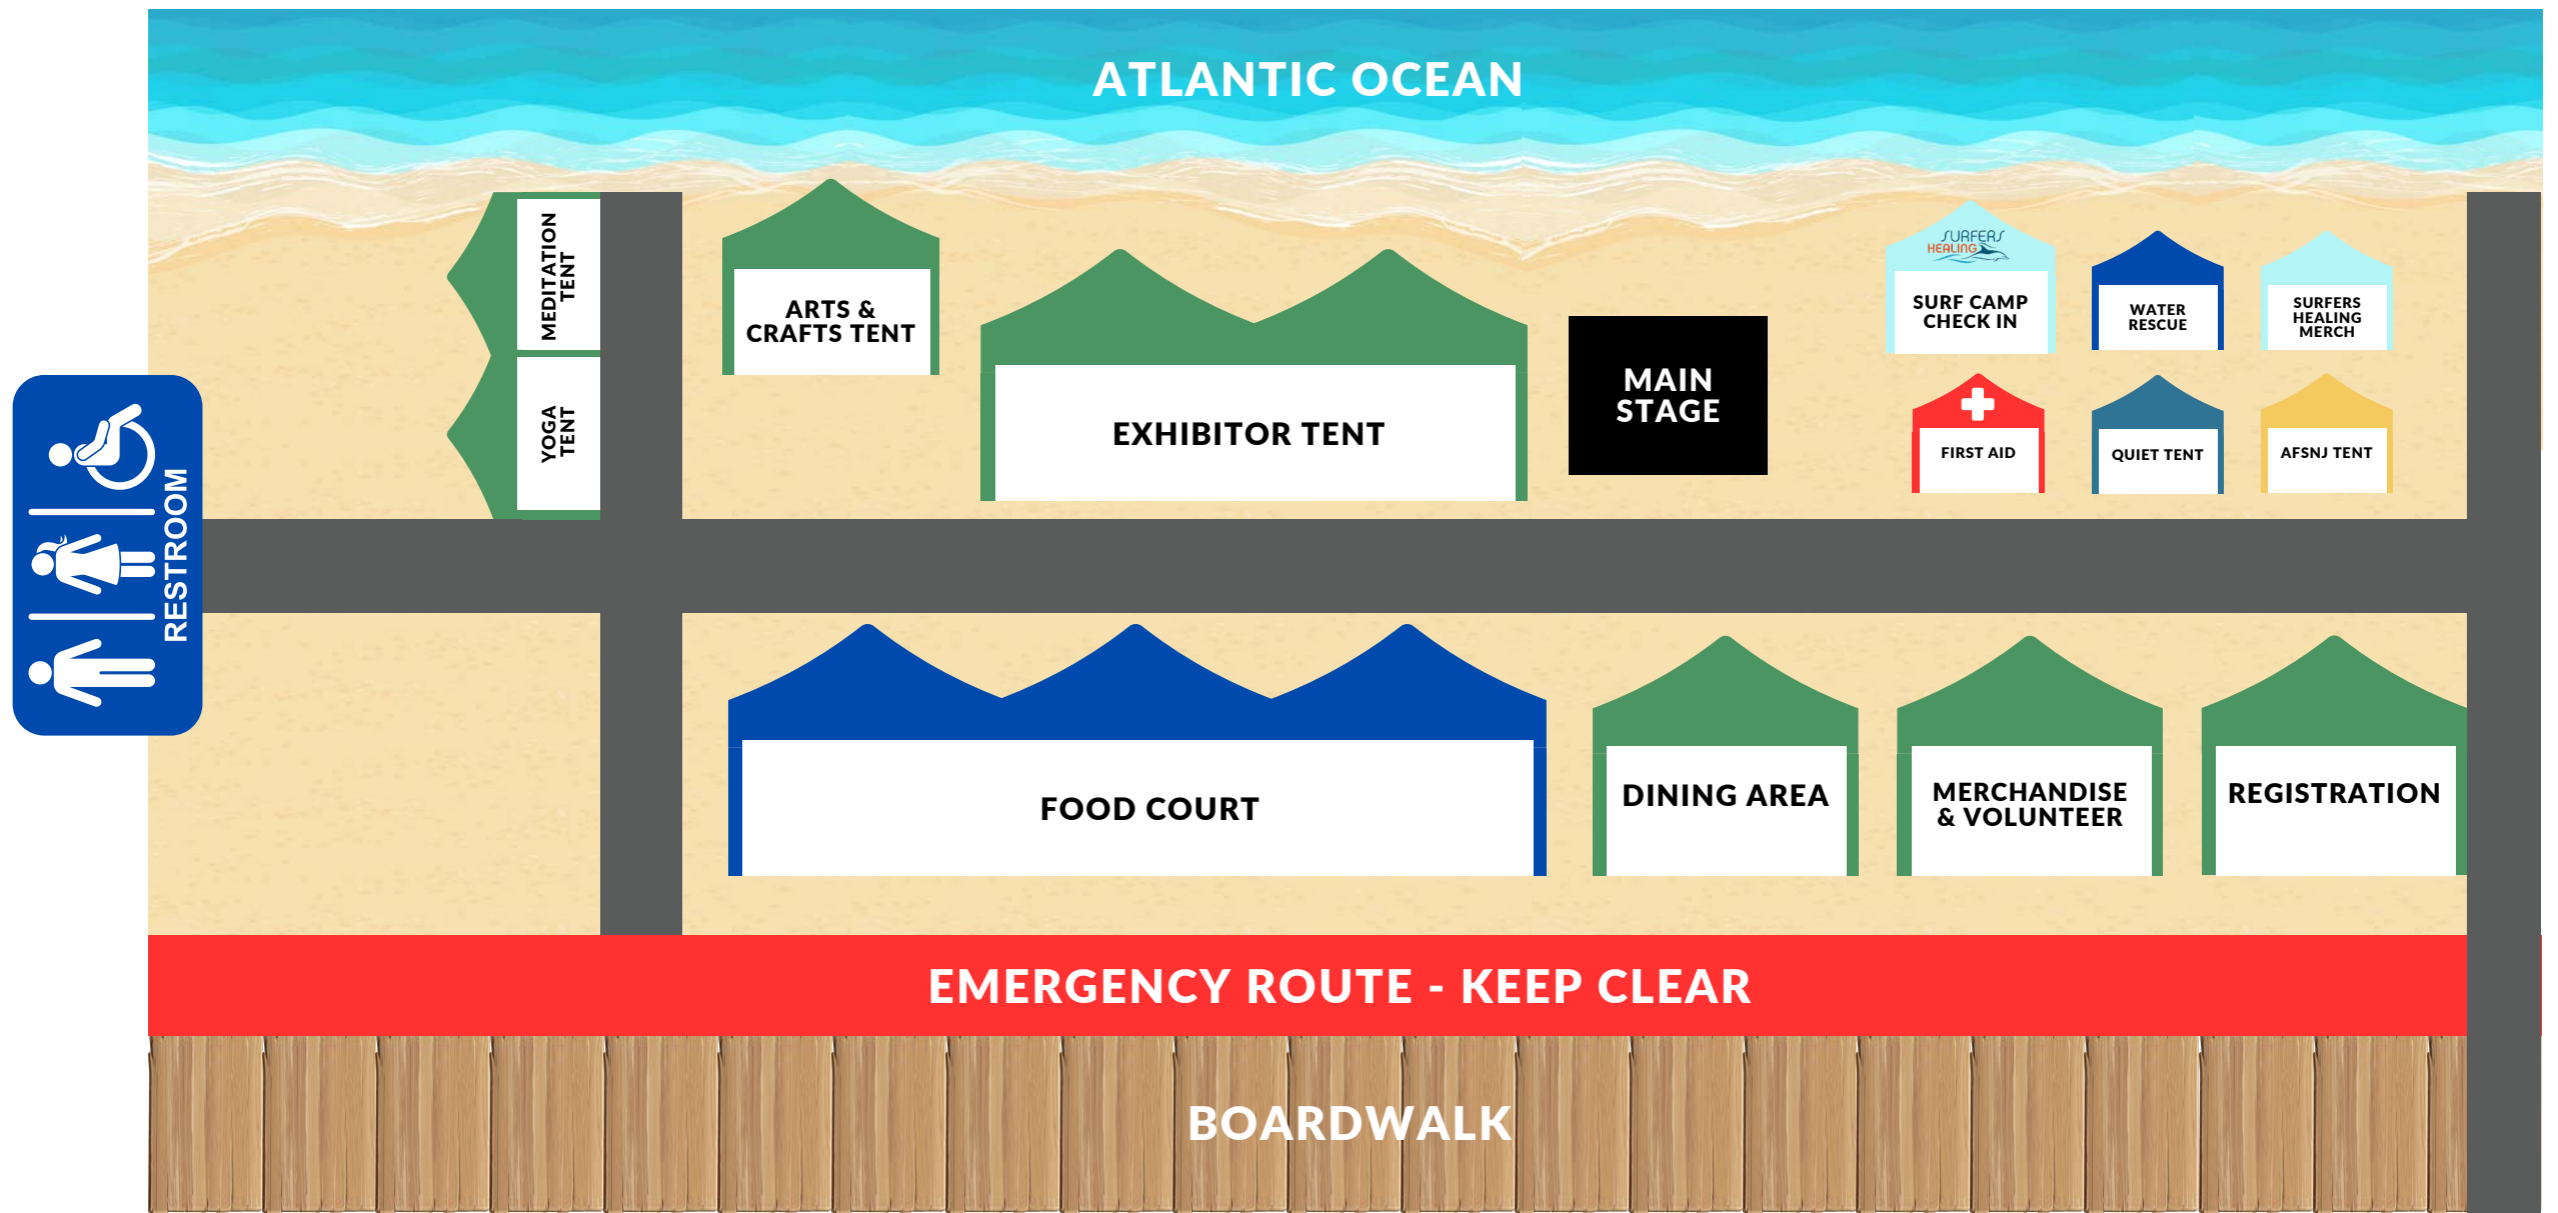 ATLANTIC OCEAN
MEDITATION
TENT
YOGA
TENT
ARTS &
CRAFTS TENT
EXHIBITOR TENT
MAIN
STAGE
SURFERS
HEALING
SURF CAMP
CHECK IN
WATER
RESCUE
SURFERS
HEALING
MERCH
FIRST AID
QUIET TENT
AFSNJ TENT
RESTROOM
FOOD COURT
DINING AREA
MERCHANDISE
& VOLUNTEER
REGISTRATION
EMERGENCY ROUTE - KEEP CLEAR
BOARDWALK